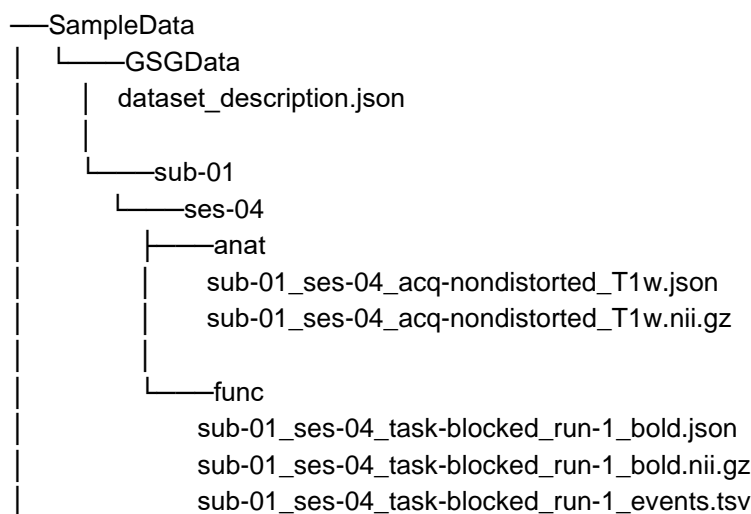 SampleData
GSGData
dataset_description.json
sub-01
ses-04
anat
sub-01_ses-04_acq-nondistorted_T1w.json
sub-01_ses-04_acq-nondistorted_T1w.nii.gz
func
sub-01_ses-04_task-blocked_run-1_bold.json
sub-01_ses-04_task-blocked_run-1_bold.nii.gz
sub-01_ses-04_task-blocked_run-1_events.tsv